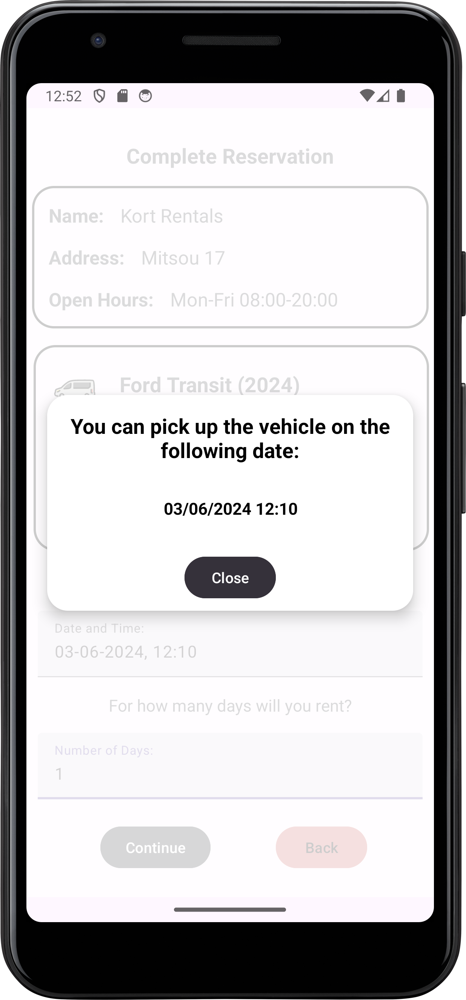 12:52
Complete Reservation
Name: Kort Rentals
Address: Mitsou 17
Open Hours: Mon-Fri 08:00-20:00
Ford Transit (2024)
You can pick up the vehicle on the
following date:
03/06/2024 12:10
Close
Date and Time:
03-06-2024, 12:10
For how many days will you rent?
Number of Days:
1
Continue Back